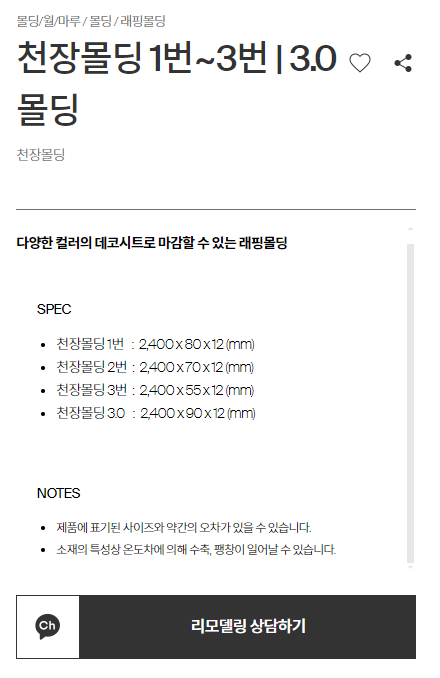 몰딩/월/마루 / 몰딩 / 래핑몰딩
천장몰딩 1번~3번 | 3.0
몰딩
천장몰딩
다양한 컬러의 데코시트로 마감할 수 있는 래핑몰딩
SPEC
• 천장몰딩 1번 : 2,400 x 80 x 12 (mm)
• 천장몰딩 2번 : 2,400 x 70 x 12 (mm)
• 천장몰딩 3번 : 2,400 x 55 x 12 (mm)
• 천장몰딩 3.0 : 2,400 x 90 x 12 (mm)
NOTES
• 제품에 표기된 사이즈와 약간의 오차가 있을 수 있습니다.
• 소재의 특성상 온도차에 의해 수축, 팽창이 일어날 수 있습니다.
Ch
리모델링 상담하기